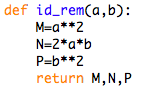 def id_rem(a,b):
    M=a**2
    N=2*a*b
    P=b**2
    return M,N,P